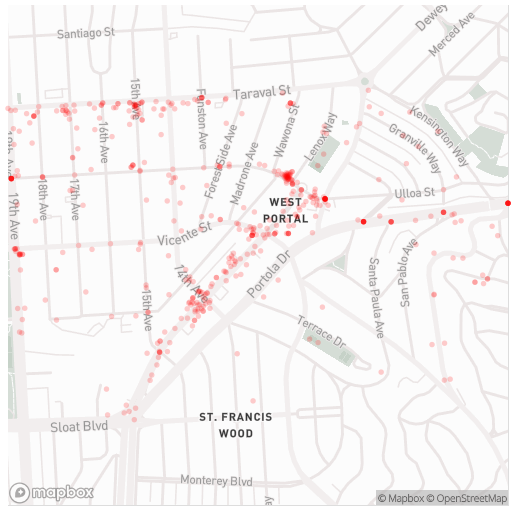 Santiago St
Dewey
Merced Ave
15th Ave
Taraval St
Kensington Way
16th Ave
Funston Ave
Wawona St
Lenox Way
Granville Way
Forest Side Ave
Madrone Ave
19th Ave
18th Ave
17th Ave
Ulloa St
WEST
PORTAL
Vicente St
San Pablo Ave
Santa Paula Ave
14th Ave
Portola Dr
15th Ave
Terrace Dr
ST. FRANCIS
WOOD
Sloat Blvd
Monterey Blvd
Way
mapbox
© Mapbox © OpenStreetMap